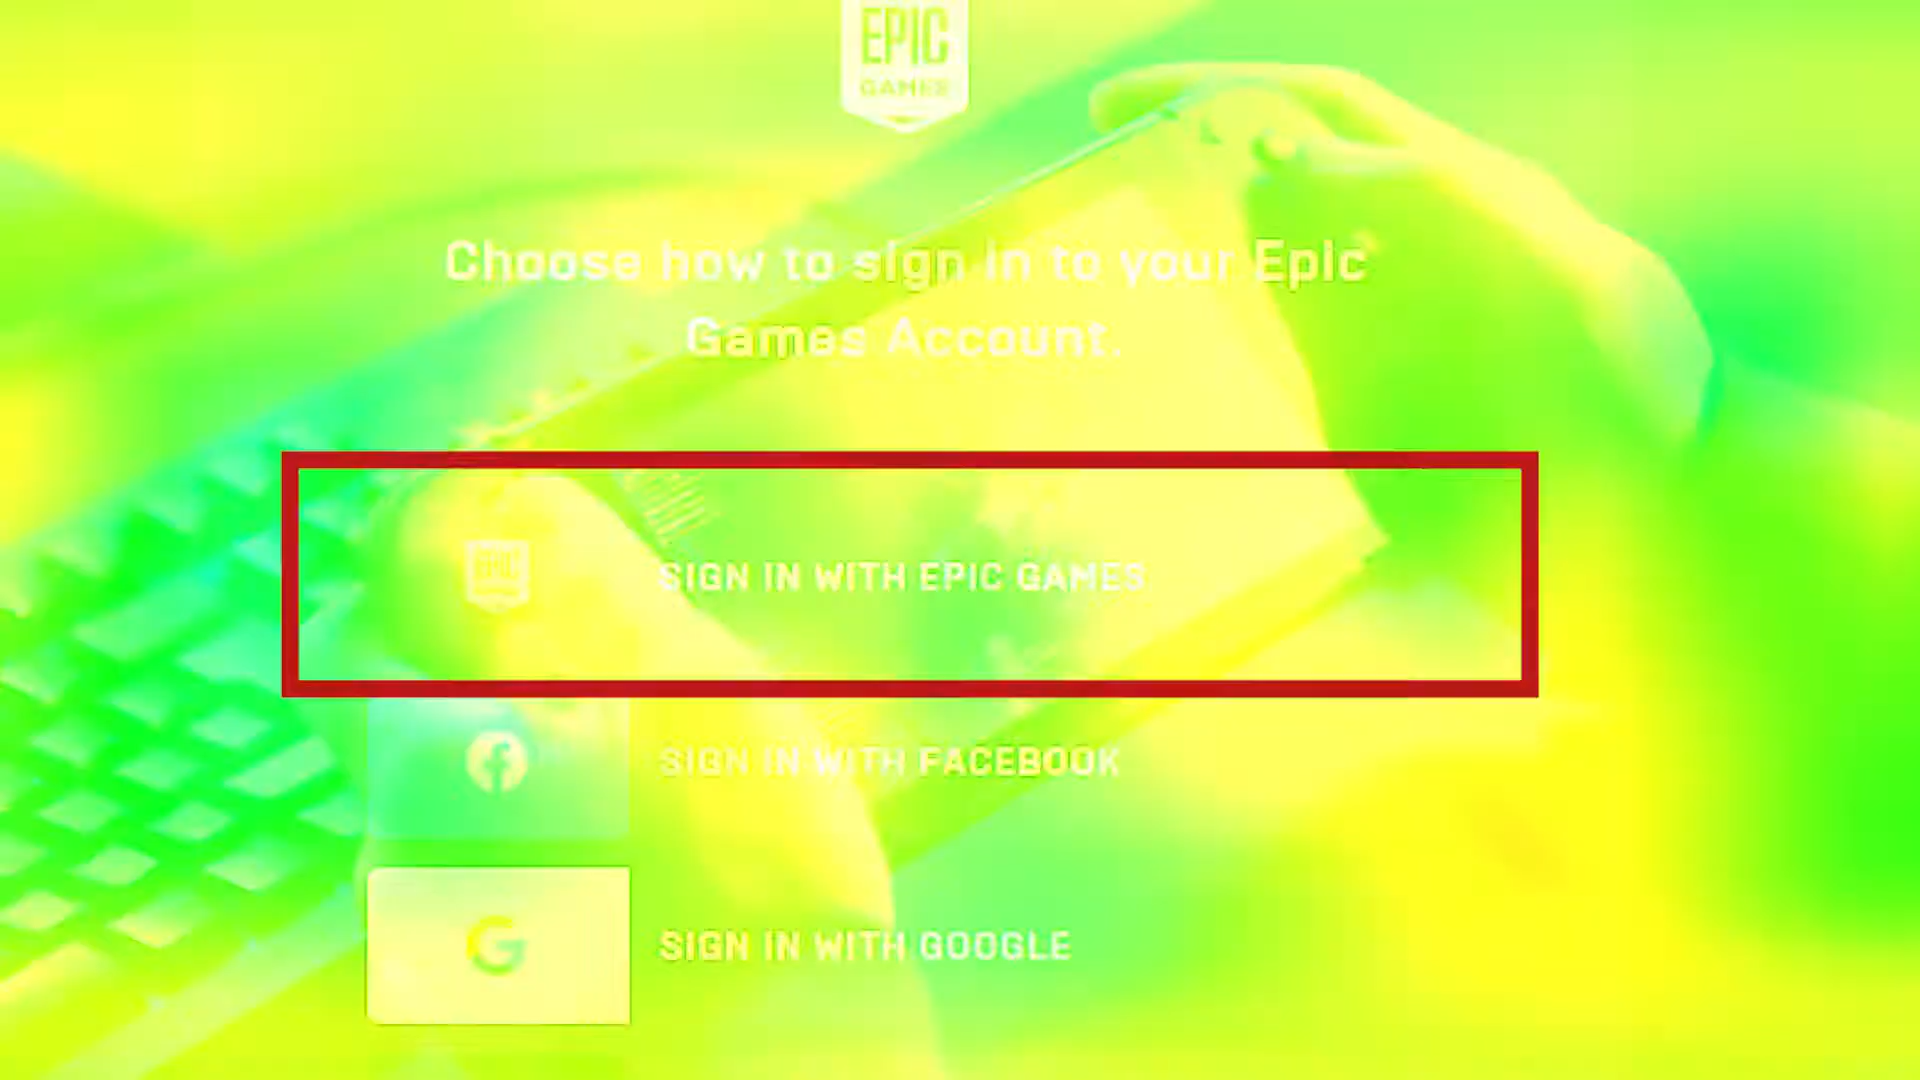 EPIC
GAMES
Choose how to sign in to your Epic
Games Account.
EPIC
SIGN IN WITH EPIC GAMES
SIGN IN WITH FACEBOOK
G
SIGN IN WITH GOOGLE